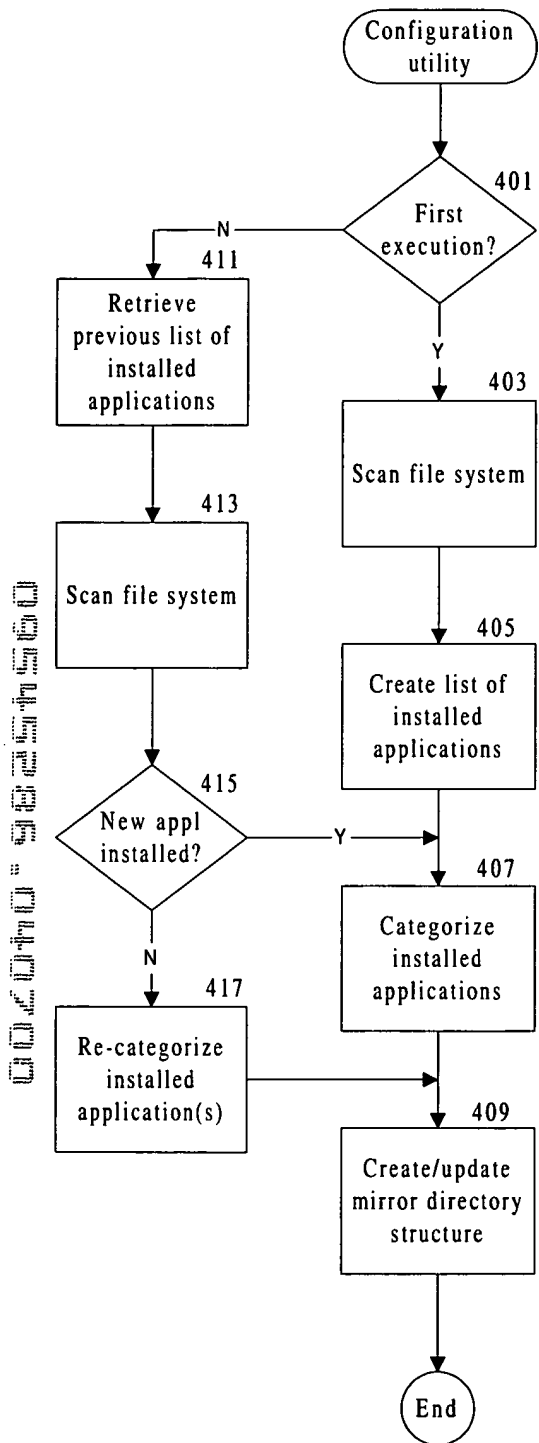 Configuration
utility
401
First
execution?
N
411
Retrieve
previous list of
installed
applications
Y
403
Scan file system
413
Scan file system
405
Create list of
installed
applications
415
New appl
installed?
Y
407
Categorize
installed
applications
N
417
Re-categorize
installed
application(s)
409
Create/update
mirror directory
structure
End